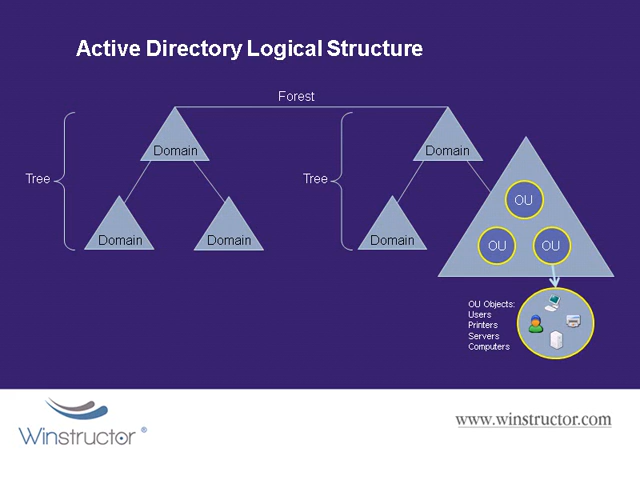 Active Directory Logical Structure
Forest
Tree
Domain
Domain
Domain
Tree
Domain
Domain
OU
OU
OU
OU Objects:
Users
Printers
Servers
Computers
Winstructor ®
www.winstructor.com